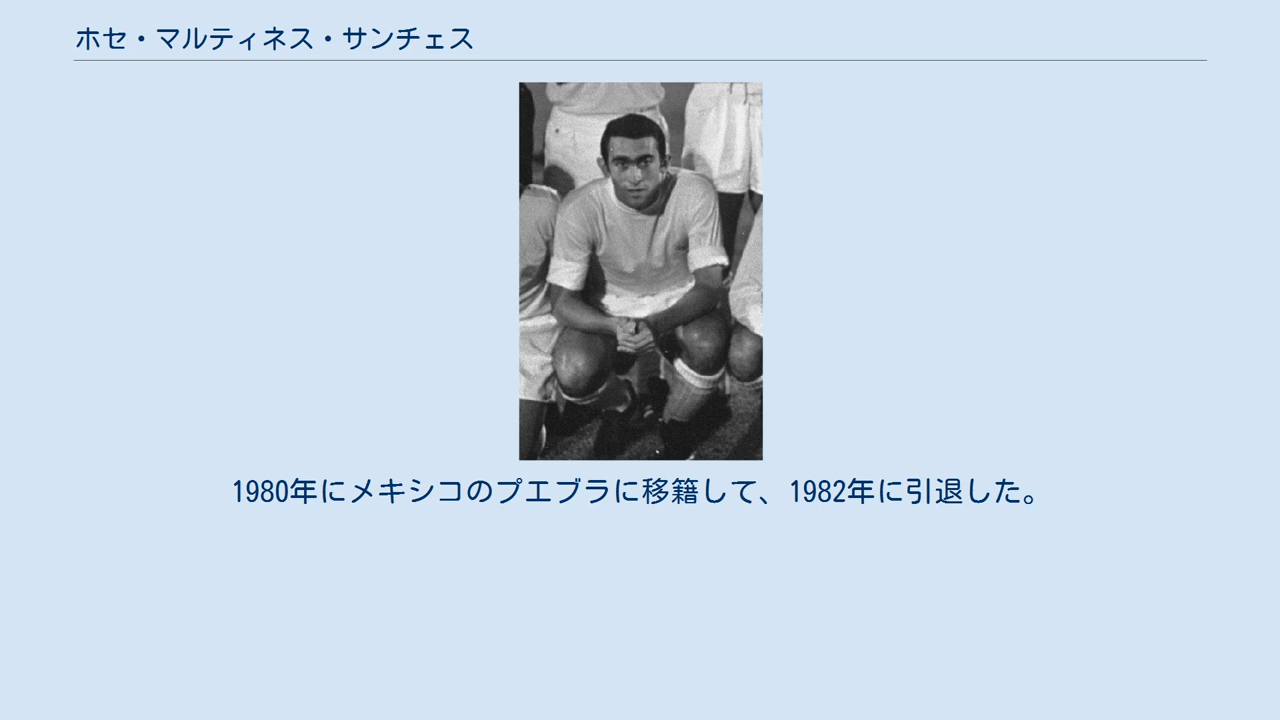 ホセ・マルティネス・サンチェス
1980年にメキシコのプエブラに移籍して、1982年に引退した。